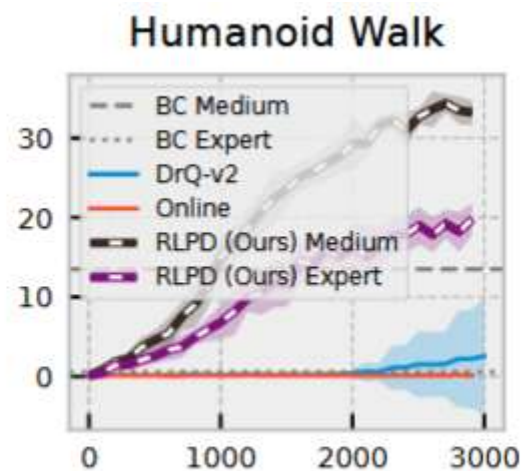 Humanoid Walk
BC Medium
BC Expert
DrQ-v2
Online
RLPD (Ours) Medium
RLPD (Ours) Expert
30
20
10
0
0 1000 2000 3000